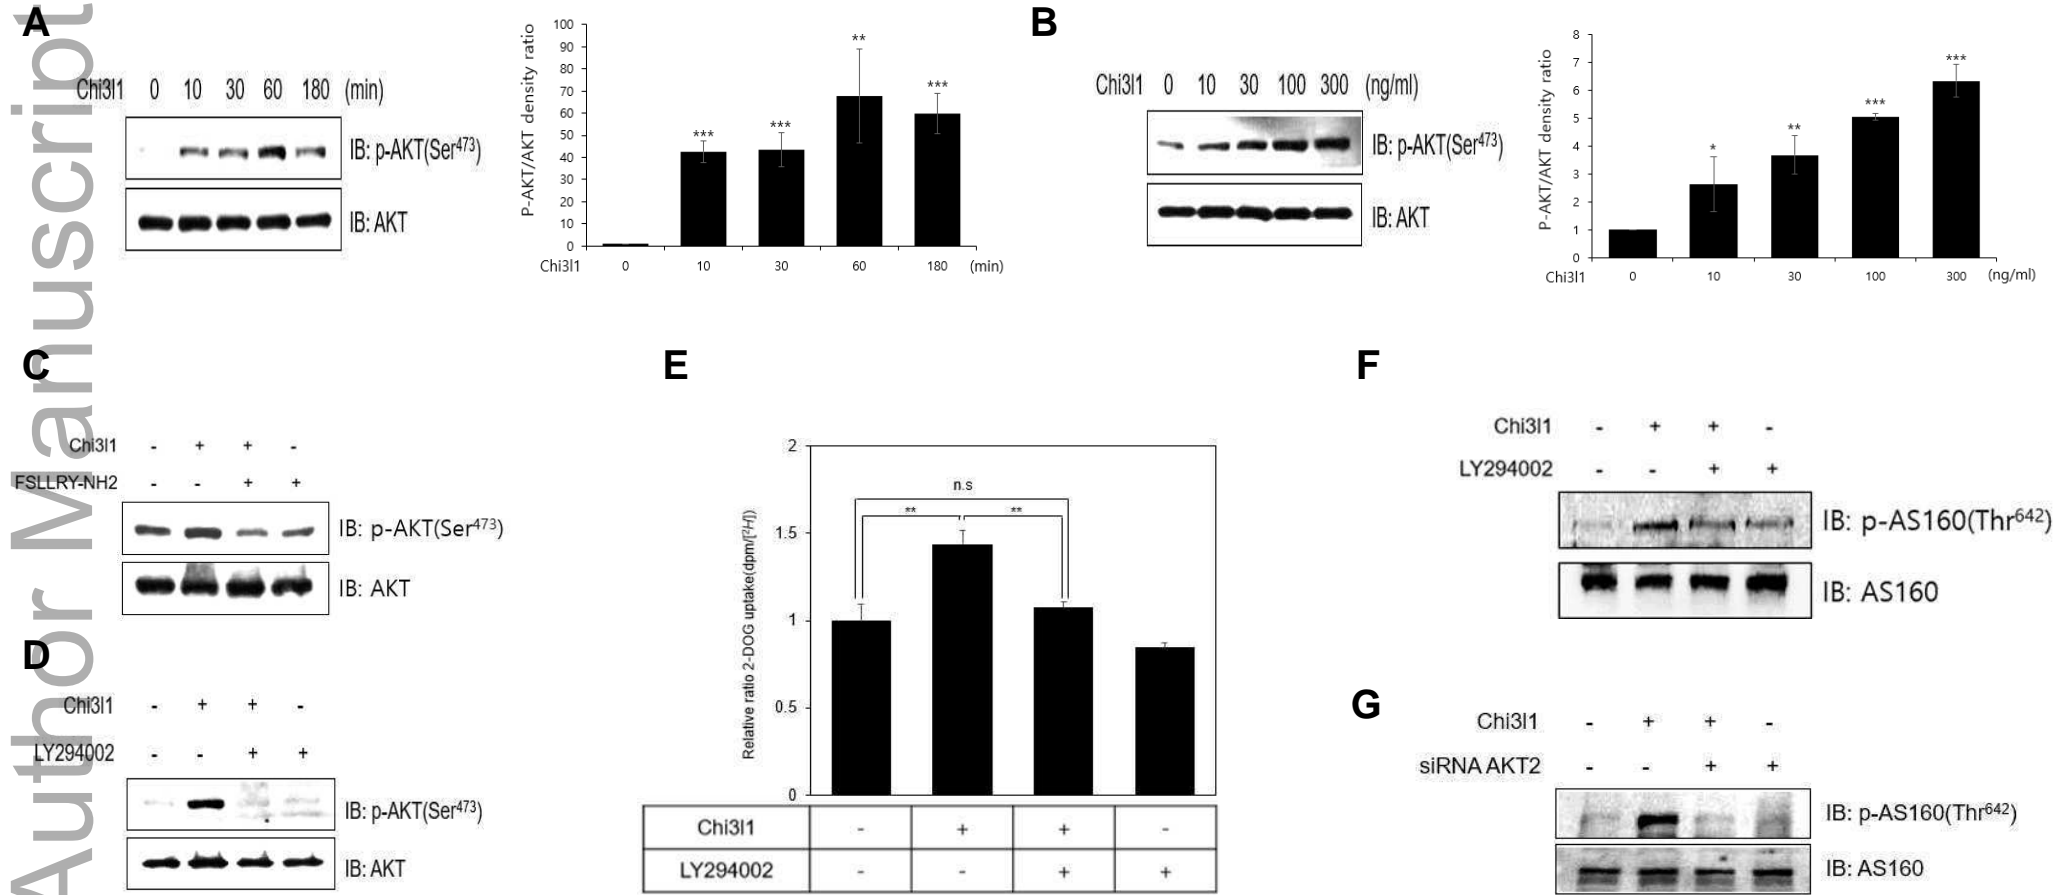 Author Manuscript
A
Chi3l1 0 10 30 60 180 (min)
IB: p-AKT(Ser473)
IB: AKT
P-AKT/AKT density ratio
100
90
80
70
60
50
40
30
20
10
0
*** *** ** ***
Chi3l1 0 10 30 60 180 (min)
B
Chi3l1 0 10 30 100 300 (ng/ml)
IB: p-AKT(Ser473)
IB: AKT
P-AKT/AKT density ratio
8
7
6
5
4
3
2
1
0
* ** *** ***
Chi3l1 0 10 30 100 300 (ng/ml)
C
Chi3l1 - + + -
FSLLRY-NH2 - - + +
IB: p-AKT(Ser473)
IB: AKT
D
Chi3l1 - + + -
LY294002 - - + +
IB: p-AKT(Ser473)
IB: AKT
E
Relative ratio 2-DOG uptake(dpm/[³H])
2
1.5
1
0.5
0
n.s
** **
Chi3l1 - + + -
LY294002 - - + +
F
Chi3l1 - + + -
LY294002 - - + +
IB: p-AS160(Thr642)
IB: AS160
G
Chi3l1 - + + -
siRNA AKT2 - - + +
IB: p-AS160(Thr642)
IB: AS160